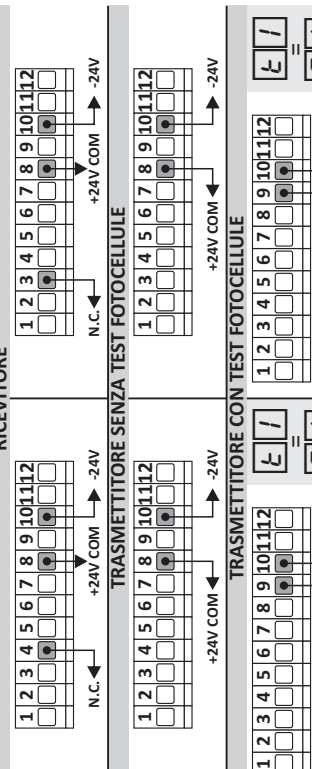 RICEVITORE
1 2 3 4 5 6 7 8 9 10 11 12
N.C. +24V COM -24V
1 2 3 4 5 6 7 8 9 10 11 12
N.C. +24V COM -24V
TRASMETTITORE SENZA TEST FOTOCELLULE
1 2 3 4 5 6 7 8 9 10 11 12
+24V COM -24V
1 2 3 4 5 6 7 8 9 10 11 12
+24V COM -24V
TRASMETTITORE CON TEST FOTOCELLULE
1 2 3 4 5 6 7 8 9 10 11 12
t 1
=
1 2 3 4 5 6 7 8 9 10 11 12
t 1
=